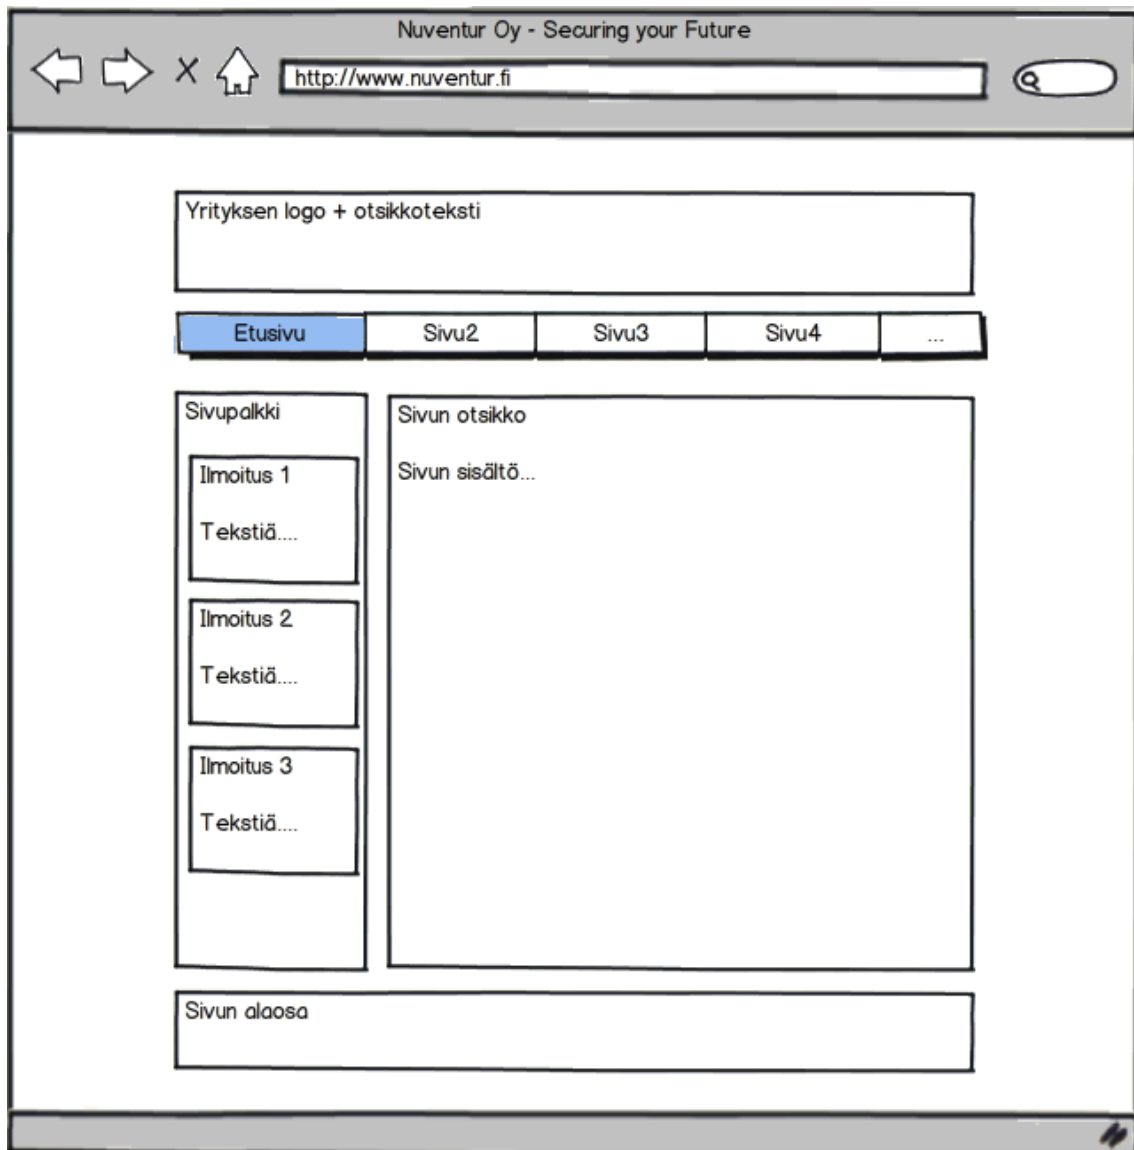 Nuventur Oy - Securing your Future
http://www.nuventur.fi
Yrityksen logo + otsikkoteksti
Etusivu
Sivu2
Sivu3
Sivu4
...
Sivupalkki
Ilmoitus 1
Tekstiä....
Ilmoitus 2
Tekstiä....
Ilmoitus 3
Tekstiä....
Sivun otsikko
Sivun sisältö...
Sivun alaosa